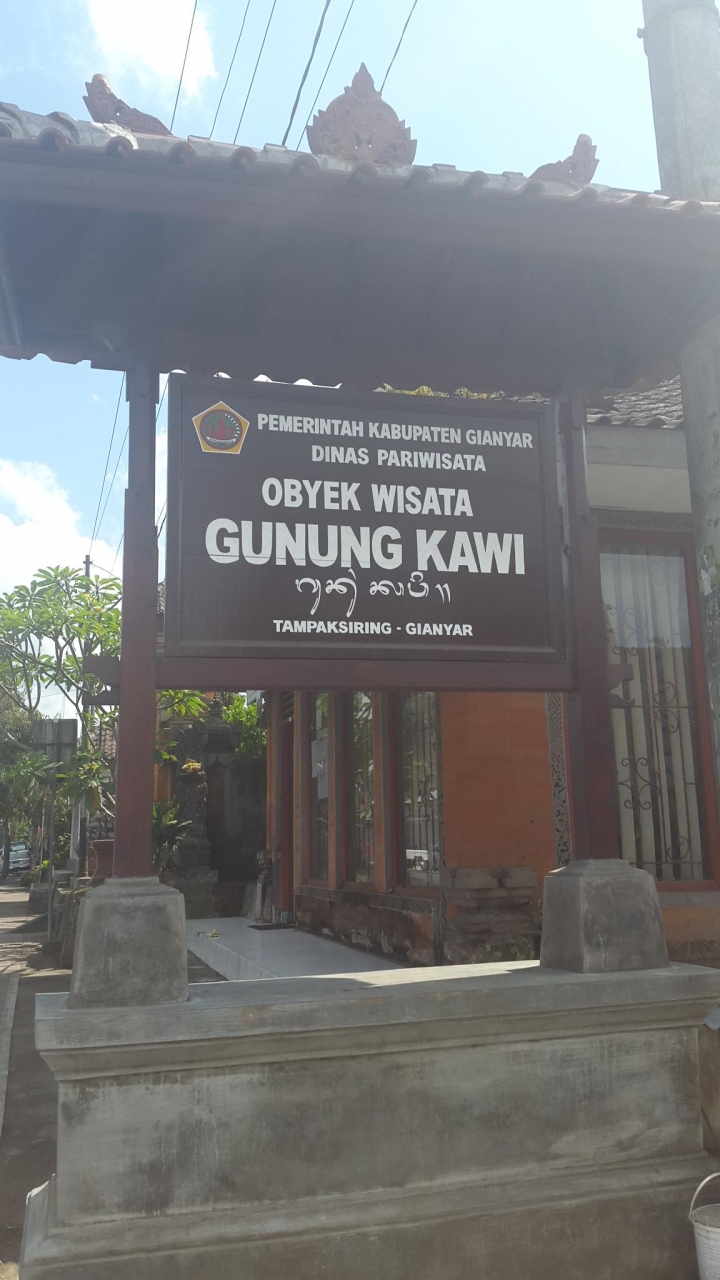 PEMERINTAH KABUPATEN GIANYAR
DINAS PARIWISATA
OBYEK WISATA
GUNUNG KAWI
TAMPAKSIRING - GIANYAR